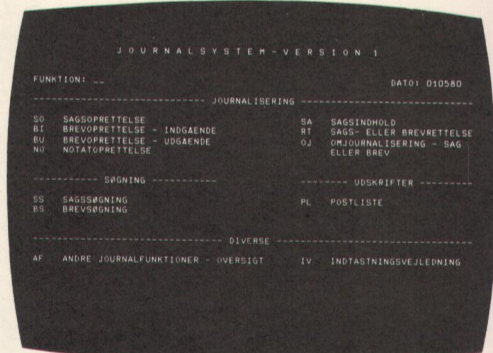 JOURNALSYSTEM-VERSION 1
FUNKTION: __ DATO: 010580
JOURNALISERING
SO SAGSOPRETTELSE SA SAGSINDHOLD
BI BREVOPRETTELSE - INDGAENDE RT SAGS- ELLER BREVRETTELSE
BU BREVOPRETTELSE - UDGAENDE OJ OMJOURNALISERING - SAG
NO NOTATOPRETTELSE ELLER BREV
SØGNING UDSKRIFTER
SS SAGSSØGNING PL POSTLISTE
BS BREVSØGNING
DIVERSE
AF ANDRE JOURNALFUNKTIONER - OVERSIGT IV INDTASTNINGSVEJLEDNING